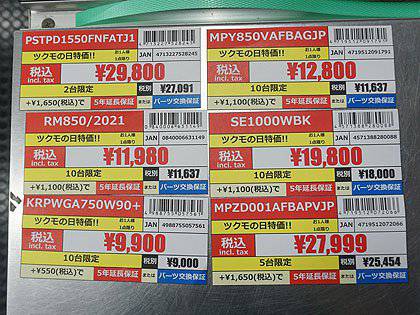 PSTPD1550FNFATJ1
4713227528245
ツクモの日特価!!
お1人様
1点限り
JAN 4713227528245
税込
incl. tax
¥29,800
2台限定
税別 ¥27,091
+1,650(税込)で
5年延長保証
または
パーツ交換保証
MPY850VAFBAGJP
ツクモの日特価!!
お1人様
1点限り
JAN 4719512091791
税込
incl. tax
¥12,800
10台限定
税別 ¥11,637
+1,100(税込)で
5年延長保証
または
パーツ交換保証
RM850/2021
ツクモの日特価!!
お1人様
1点限り
JAN 0840006631149
税込
incl. tax
¥11,980
10台限定
税別
+1,100(税込)で
5年延長保証
または
パーツ交換保証
SE1000WBK
ツクモの日特価!!
お1人様
1点限り
JAN 4571388280088
税込
incl. tax
¥19,800
10台限定
税別 ¥18,000
+1,100(税込)で
5年延長保証
または
パーツ交換保証
KRPWGA750W90+
ツクモの日特価!!
お1人様
1点限り
JAN 4988755057561
税込
incl. tax
¥9,900
10台限定
税別 ¥9,000
+550(税込)で
5年延長保証
または
パーツ交換保証
MPZD001AFBAPVJP
ツクモの日特価!!
お1人様
1点限り
JAN 4719512072066
税込
incl. tax
¥27,999
5台限定
税別 ¥25,454
+1,650(税込)で
5年延長保証
または
パーツ交換保証